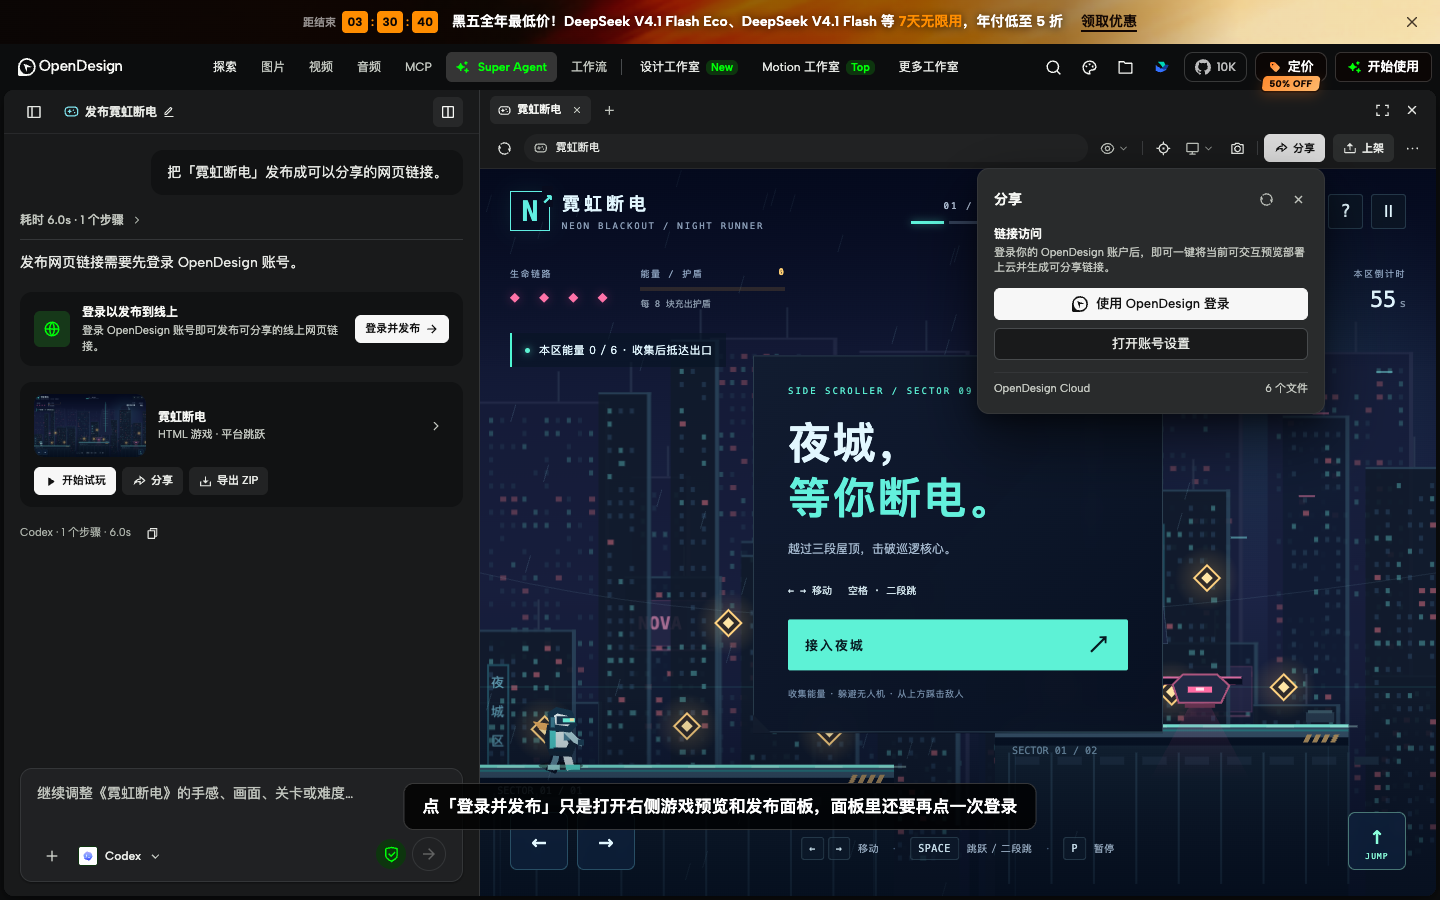 距结束 03 : 30 : 40 黑五全年最低价！DeepSeek V4.1 Flash Eco、DeepSeek V4.1 Flash 等 7天无限用，年付低至 5 折 领取优惠
OpenDesign 探索 图片 视频 音频 MCP Super Agent 工作流 设计工作室 New Motion 工作室 Top 更多工作室 10K 定价 开始使用
50% OFF
发布霓虹断电
把「霓虹断电」发布成可以分享的网页链接。
耗时 6.0s · 1 个步骤
发布网页链接需要先登录 OpenDesign 账号。
登录以发布到线上
登录 OpenDesign 账号即可发布可分享的线上网页链
接。
登录并发布
霓虹断电
HTML 游戏 · 平台跳跃
开始试玩 分享 导出 ZIP
Codex · 1 个步骤 · 6.0s
继续调整《霓虹断电》的手感、画面、关卡或难度...
Codex
霓虹断电
霓虹断电
分享 上架
N 霓虹断电
NEON BLACKOUT / NIGHT RUNNER
01 /
?
生命链路
能量 / 护盾 0
每 8 块充出护盾
本区倒计时
55 s
本区能量 0 / 6 · 收集后抵达出口
分享
链接访问
登录你的 OpenDesign 账户后，即可一键将当前可交互预览部署
上云并生成可分享链接。
使用 OpenDesign 登录
打开账号设置
OpenDesign Cloud 6 个文件
SIDE SCROLLER / SECTOR 09
夜城，
等你断电。
越过三段屋顶，击破巡逻核心。
← → 移动 空格 · 二段跳
接入夜城 ↗
收集能量 · 躲避无人机 · 从上方踩击敌人
NOVA
夜
城
区
SECTOR 01 / 02
点「登录并发布」只是打开右侧游戏预览和发布面板，面板里还要再点一次登录
← →
← → 移动 · SPACE 跳跃 / 二段跳 · P 暂停
↑
JUMP